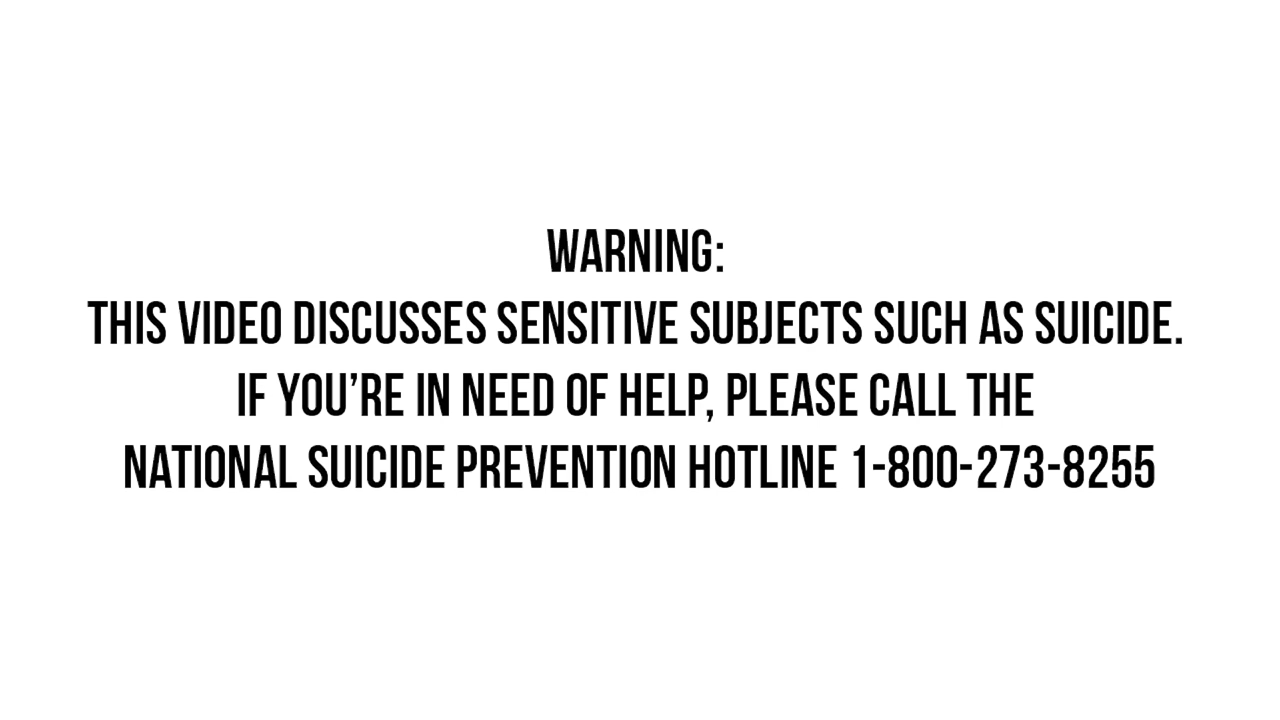 WARNING:
THIS VIDEO DISCUSSES SENSITIVE SUBJECTS SUCH AS SUICIDE.
IF YOU’RE IN NEED OF HELP, PLEASE CALL THE
NATIONAL SUICIDE PREVENTION HOTLINE 1-800-273-8255